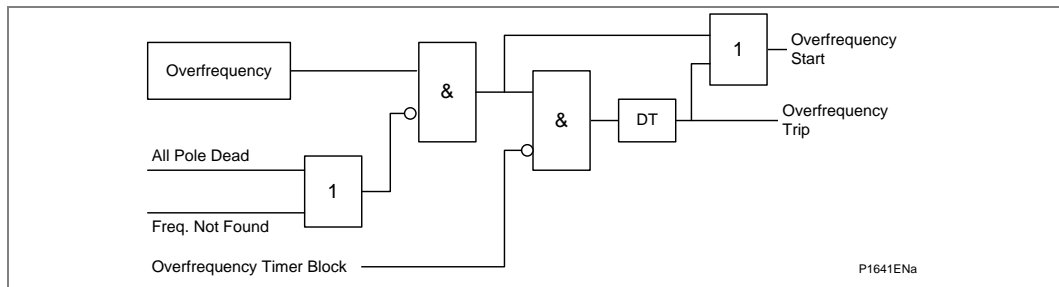 Overfrequency
All Pole Dead
Freq. Not Found
Overfrequency Timer Block
1
&
&
DT
1
Overfrequency
Start
Overfrequency
Trip
P1641ENa